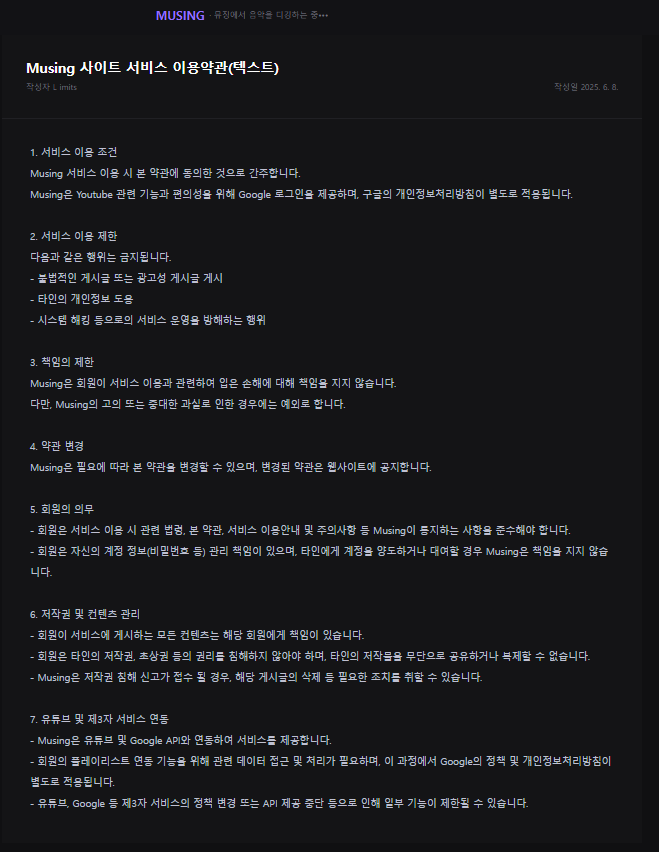 MUSING - 뮤징에서 음악을 디깅하는 중•••
Musing 사이트 서비스 이용약관(텍스트)
작성자 L imits
작성일 2025. 6. 8.
1. 서비스 이용 조건
Musing 서비스 이용 시 본 약관에 동의한 것으로 간주합니다.
Musing은 Youtube 관련 기능과 편의성을 위해 Google 로그인을 제공하며, 구글의 개인정보처리방침이 별도로 적용됩니다.
2. 서비스 이용 제한
다음과 같은 행위는 금지됩니다.
- 불법적인 게시글 또는 광고성 게시글 게시
- 타인의 개인정보 도용
- 시스템 해킹 등으로의 서비스 운영을 방해하는 행위
3. 책임의 제한
Musing은 회원이 서비스 이용과 관련하여 입은 손해에 대해 책임을 지지 않습니다.
다만, Musing의 고의 또는 중대한 과실로 인한 경우에는 예외로 합니다.
4. 약관 변경
Musing은 필요에 따라 본 약관을 변경할 수 있으며, 변경된 약관은 웹사이트에 공지합니다.
5. 회원의 의무
- 회원은 서비스 이용 시 관련 법령, 본 약관, 서비스 이용안내 및 주의사항 등 Musing이 통지하는 사항을 준수해야 합니다.
- 회원은 자신의 계정 정보(비밀번호 등) 관리 책임이 있으며, 타인에게 계정을 양도하거나 대여할 경우 Musing은 책임을 지지 않습
니다.
6. 저작권 및 컨텐츠 관리
- 회원이 서비스에 게시하는 모든 컨텐츠는 해당 회원에게 책임이 있습니다.
- 회원은 타인의 저작권, 초상권 등의 권리를 침해하지 않아야 하며, 타인의 저작물을 무단으로 공유하거나 복제할 수 없습니다.
- Musing은 저작권 침해 신고가 접수 될 경우, 해당 게시글의 삭제 등 필요한 조치를 취할 수 있습니다.
7. 유튜브 및 제3자 서비스 연동
- Musing은 유튜브 및 Google API와 연동하여 서비스를 제공합니다.
- 회원의 플레이리스트 연동 기능을 위해 관련 데이터 접근 및 처리가 필요하며, 이 과정에서 Google의 정책 및 개인정보처리방침이
별도로 적용됩니다.
- 유튜브, Google 등 제3자 서비스의 정책 변경 또는 API 제공 중단 등으로 인해 일부 기능이 제한될 수 있습니다.